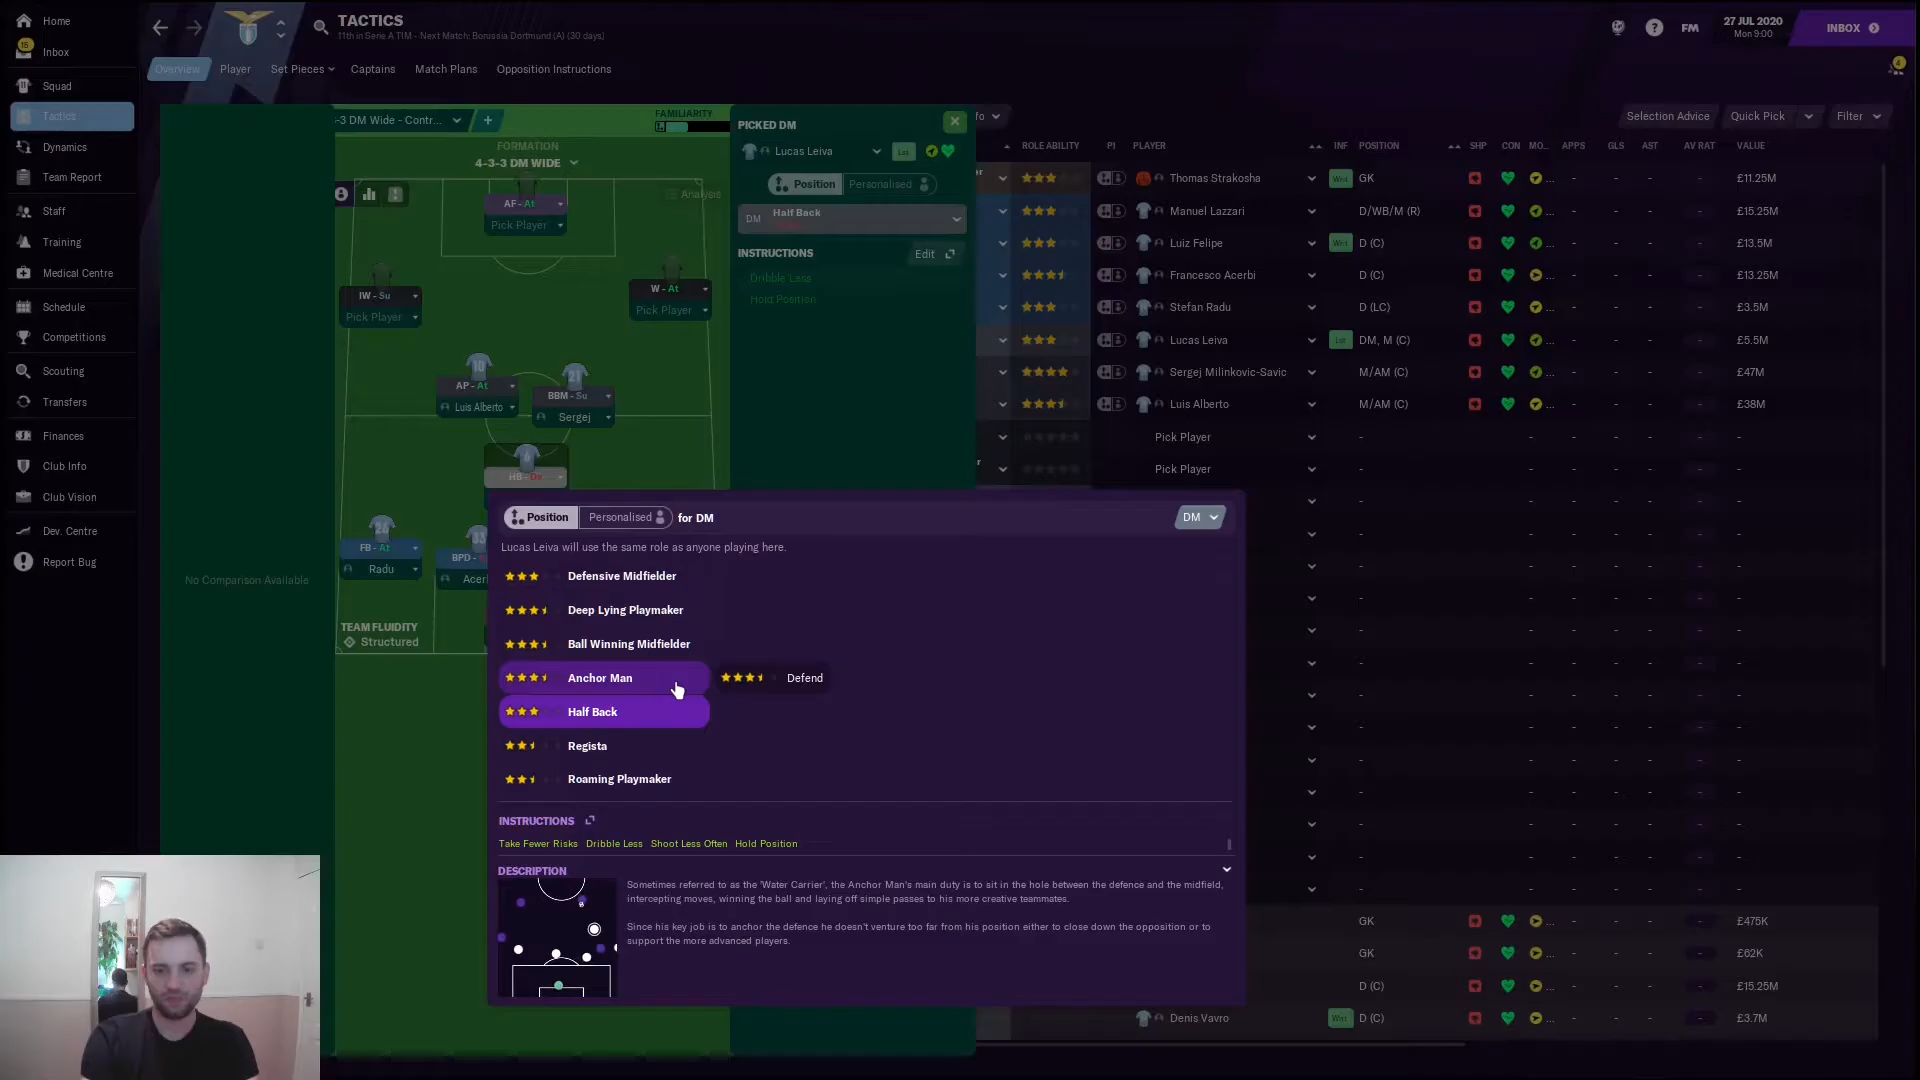 Home
Inbox
15
Squad
Tactics
Dynamics
Team Report
Staff
Training
Medical Centre
Schedule
Competitions
Scouting
Transfers
Finances
Club Info
Club Vision
Dev. Centre
Report Bug
TACTICS
11th in Serie A TIM - Next Match: Borussia Dortmund (A) (30 days)
FM
27 JUL 2020
Mon 9:00
INBOX
4
Overview
Player
Set Pieces
Captains
Match Plans
Opposition Instructions
-3 DM Wide - Contr...
FAMILIARITY
FORMATION
4-3-3 DM WIDE
Analysis
AF - At
Pick Player
IW - Su
Pick Player
W - At
Pick Player
10
AP - At
Luis Alberto
21
BBM - Su
Sergej
6
HB - De
26
FB - At
Radu
33
BPD -
Acer
TEAM FLUIDITY
Structured
No Comparison Available
PICKED DM
Lucas Leiva
Lst
Position
Personalised
DM
Half Back
INSTRUCTIONS
Edit
Dribble Less
Hold Position
Selection Advice
Quick Pick
Filter
ROLE ABILITY PI PLAYER INF POSITION SHP CON MO... APPS GLS AST AV RAT VALUE
Thomas Strakosha Wnt GK - - - - £11.25M
Manuel Lazzari D/WB/M (R) - - - - £15.25M
Luiz Felipe Wnt D (C) - - - - £13.5M
Francesco Acerbi D (C) - - - - £13.25M
Stefan Radu D (LC) - - - - £3.5M
Lucas Leiva Lst DM, M (C) - - - - £5.5M
Sergej Milinkovic-Savic M/AM (C) - - - - £47M
Luis Alberto M/AM (C) - - - - £38M
Pick Player - - - - - -
Pick Player - - - - - -
Position
Personalised
for DM
DM
Lucas Leiva will use the same role as anyone playing here.
Defensive Midfielder
Deep Lying Playmaker
Ball Winning Midfielder
Anchor Man
Defend
Half Back
Regista
Roaming Playmaker
INSTRUCTIONS
Take Fewer Risks Dribble Less Shoot Less Often Hold Position
DESCRIPTION
Sometimes referred to as the 'Water Carrier', the Anchor Man's main duty is to sit in the hole between the defence and the midfield,
intercepting moves, winning the ball and laying off simple passes to his more creative teammates.
Since his key job is to anchor the defence he doesn't venture too far from his position either to close down the opposition or to
support the more advanced players.
GK - - - - £475K
GK - - - - £62K
D (C) - - - - £15.25M
Denis Vavro Wnt D (C) - - - - £3.7M